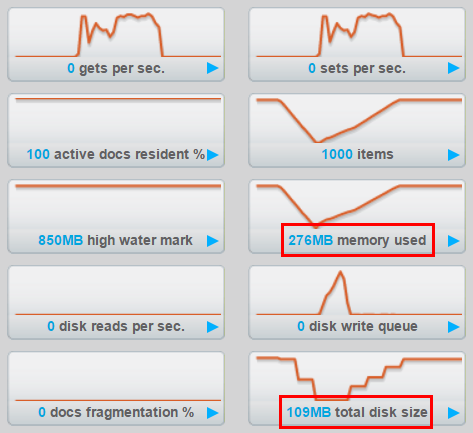 0 gets per sec.
0 sets per sec.
100 active docs resident %
1000 items
850MB high water mark
276MB memory used
0 disk reads per sec.
0 disk write queue
0 docs fragmentation %
109MB total disk size